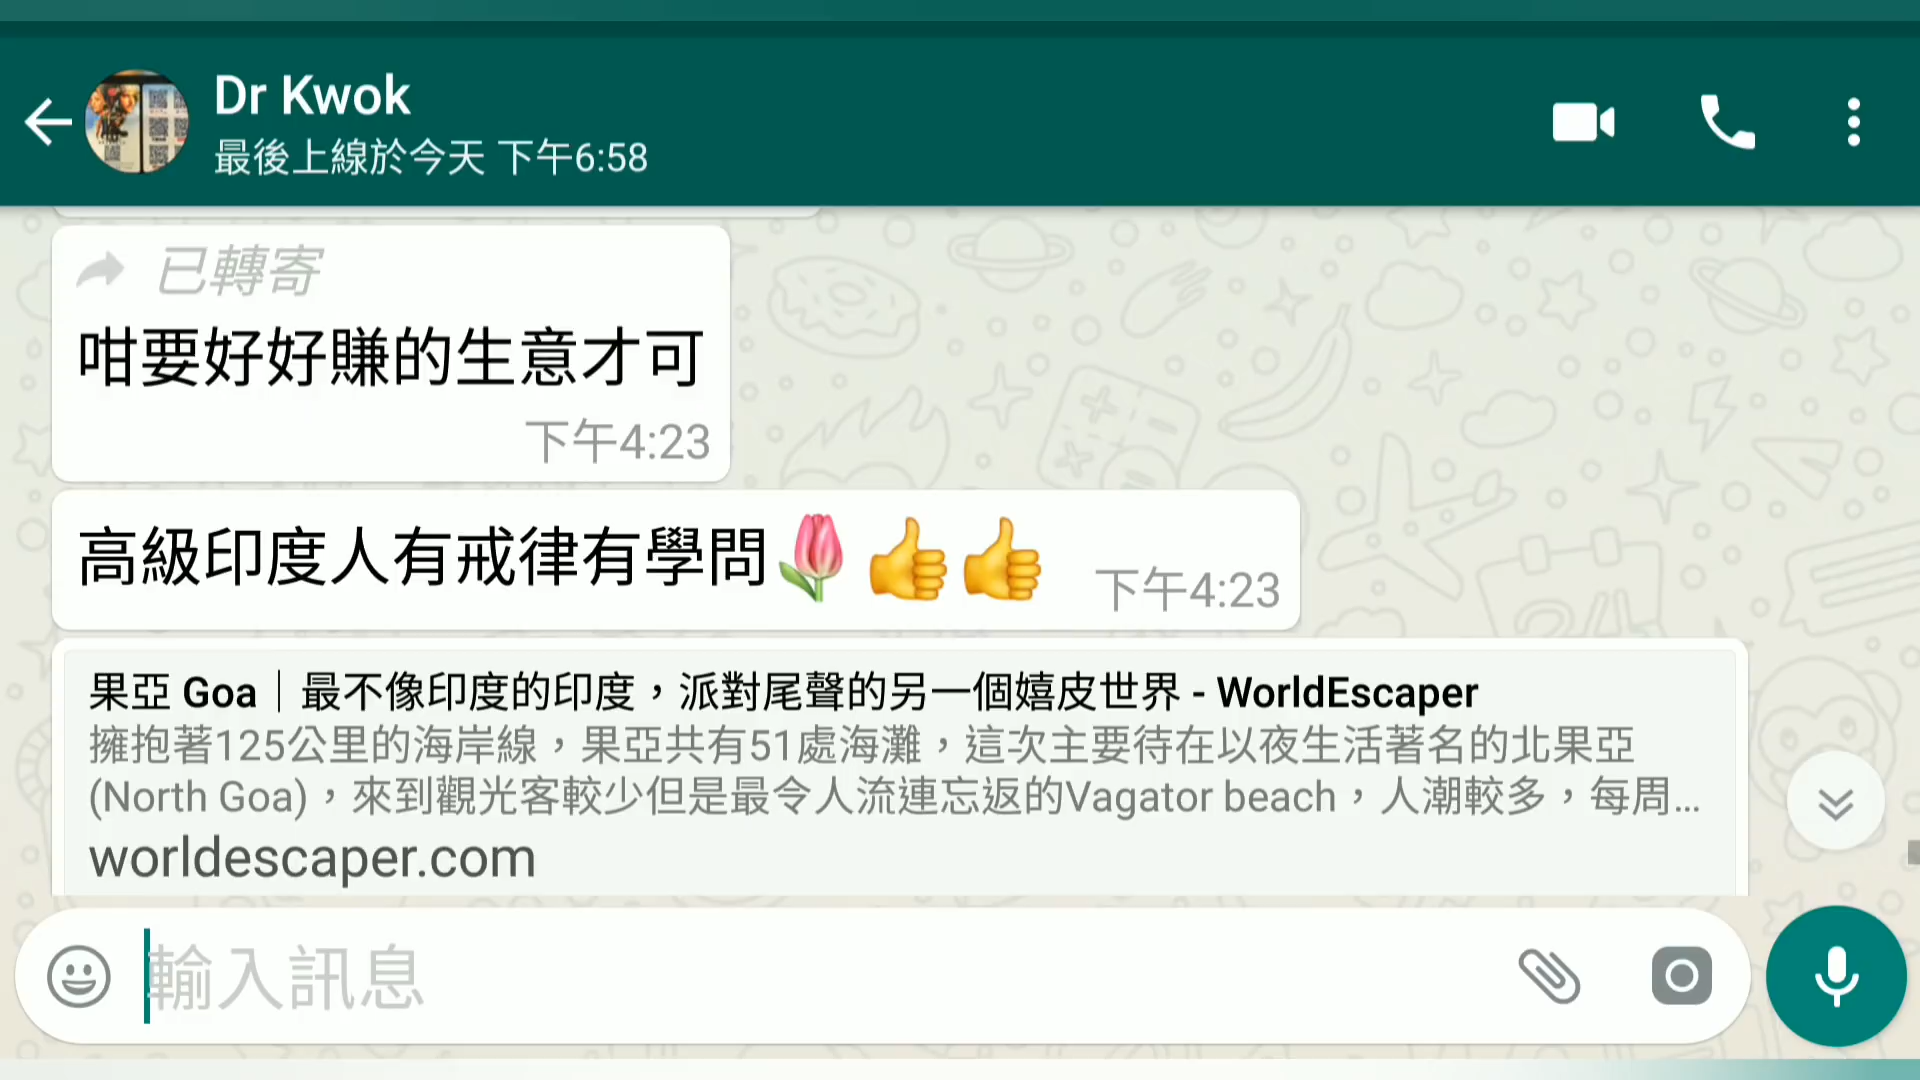 Dr Kwok
最後上線於今天 下午6:58
已轉寄
咁要好好賺的生意才可
下午4:23
高級印度人有戒律有學問🌷👍👍 下午4:23
果亞 Goa｜最不像印度的印度，派對尾聲的另一個嬉皮世界 - WorldEscaper
擁抱著125公里的海岸線，果亞共有51處海灘，這次主要待在以夜生活著名的北果亞
(North Goa)，來到觀光客較少但是最令人流連忘返的Vagator beach，人潮較多，每周…
worldescaper.com
輸入訊息